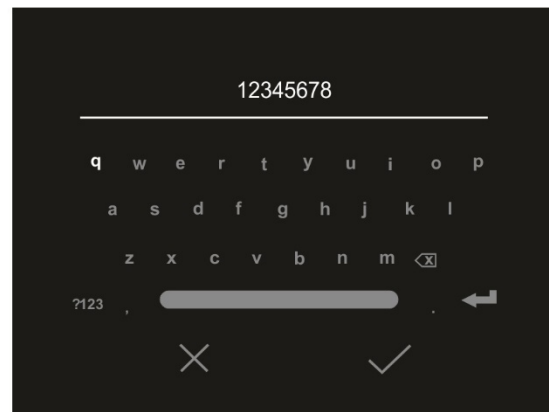 12345678
q w e r t y u i o p
a s d f g h j k l
z x c v b n m
?123 , .